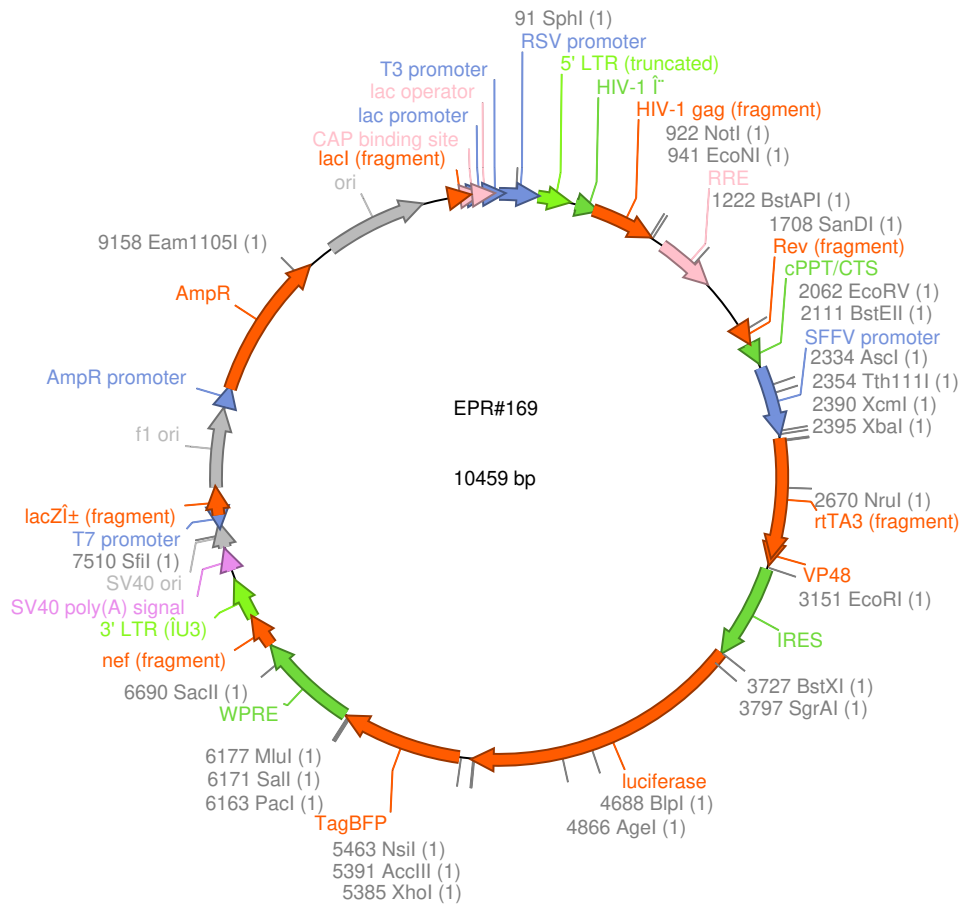 91 SphI (1)
RSV promoter
5' LTR (truncated)
HIV-1 Î¨
HIV-1 gag (fragment)
922 NotI (1)
941 EcoNI (1)
RRE
1222 BstAPI (1)
1708 SanDI (1)
Rev (fragment)
cPPT/CTS
2062 EcoRV (1)
2111 BstEII (1)
SFFV promoter
2334 AscI (1)
2354 Tth111I (1)
2390 XcmI (1)
2395 XbaI (1)
2670 NruI (1)
rtTA3 (fragment)
VP48
3151 EcoRI (1)
IRES
3727 BstXI (1)
3797 SgrAI (1)
luciferase
4688 BlpI (1)
4866 AgeI (1)
5463 NsiI (1)
5391 AccIII (1)
5385 XhoI (1)
TagBFP
6177 MluI (1)
6171 SalI (1)
6163 PacI (1)
WPRE
6690 SacII (1)
nef (fragment)
3' LTR (ÎU3)
SV40 poly(A) signal
SV40 ori
7510 SfiI (1)
T7 promoter
lacZÎ± (fragment)
f1 ori
AmpR promoter
AmpR
9158 Eam1105I (1)
ori
lacI (fragment)
CAP binding site
lac promoter
lac operator
T3 promoter
EPR#169
10459 bp